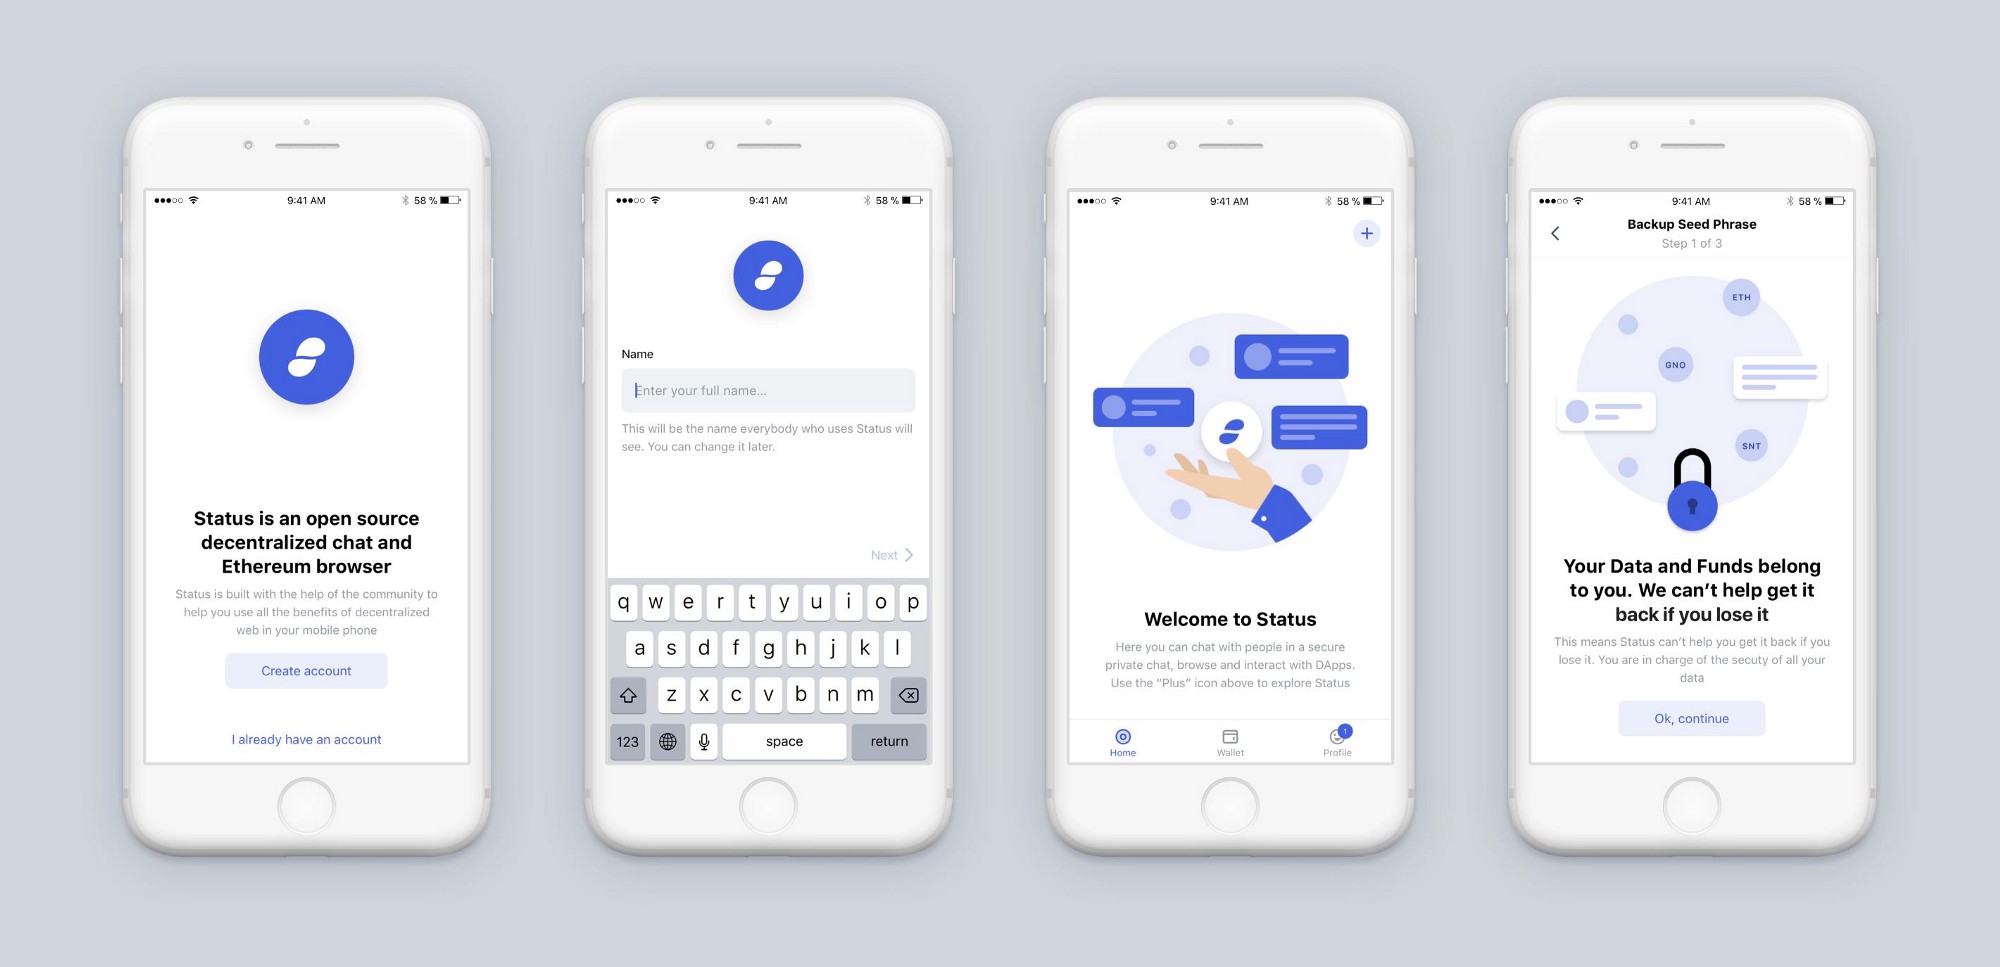 9:41 AM
58 %
Status is an open source
decentralized chat and
Ethereum browser
Status is built with the help of the community to
help you use all the benefits of decentralized
web in your mobile phone
Create account
I already have an account
9:41 AM
58 %
Name
Enter your full name...
This will be the name everybody who uses Status will
see. You can change it later.
Next
q w e r t y u i o p
a s d f g h j k l
z x c v b n m
123 space return
9:41 AM
58 %
Welcome to Status
Here you can chat with people in a secure
private chat, browse and interact with DApps.
Use the "Plus" icon above to explore Status
1
Home Wallet Profile
9:41 AM
58 %
Backup Seed Phrase
Step 1 of 3
ETH
GNO
SNT
Your Data and Funds belong
to you. We can’t help get it
back if you lose it
This means Status can’t help you get it back if you
lose it. You are in charge of the secuty of all your
data
Ok, continue